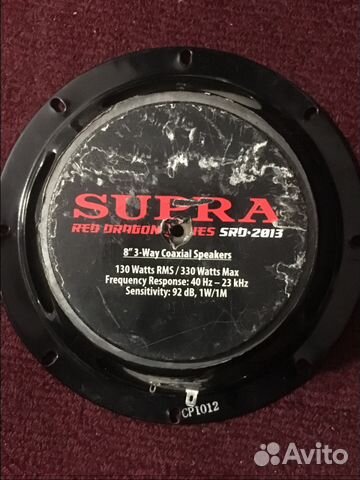 SUPRA
RED DRAGON SRD-2013
8" 3-Way Coaxial Speakers
130 Watts RMS / 330 Watts Max
Frequency Response: 40 Hz – 23 kHz
Sensitivity: 92 dB, 1W/1M
CP1012
Avito